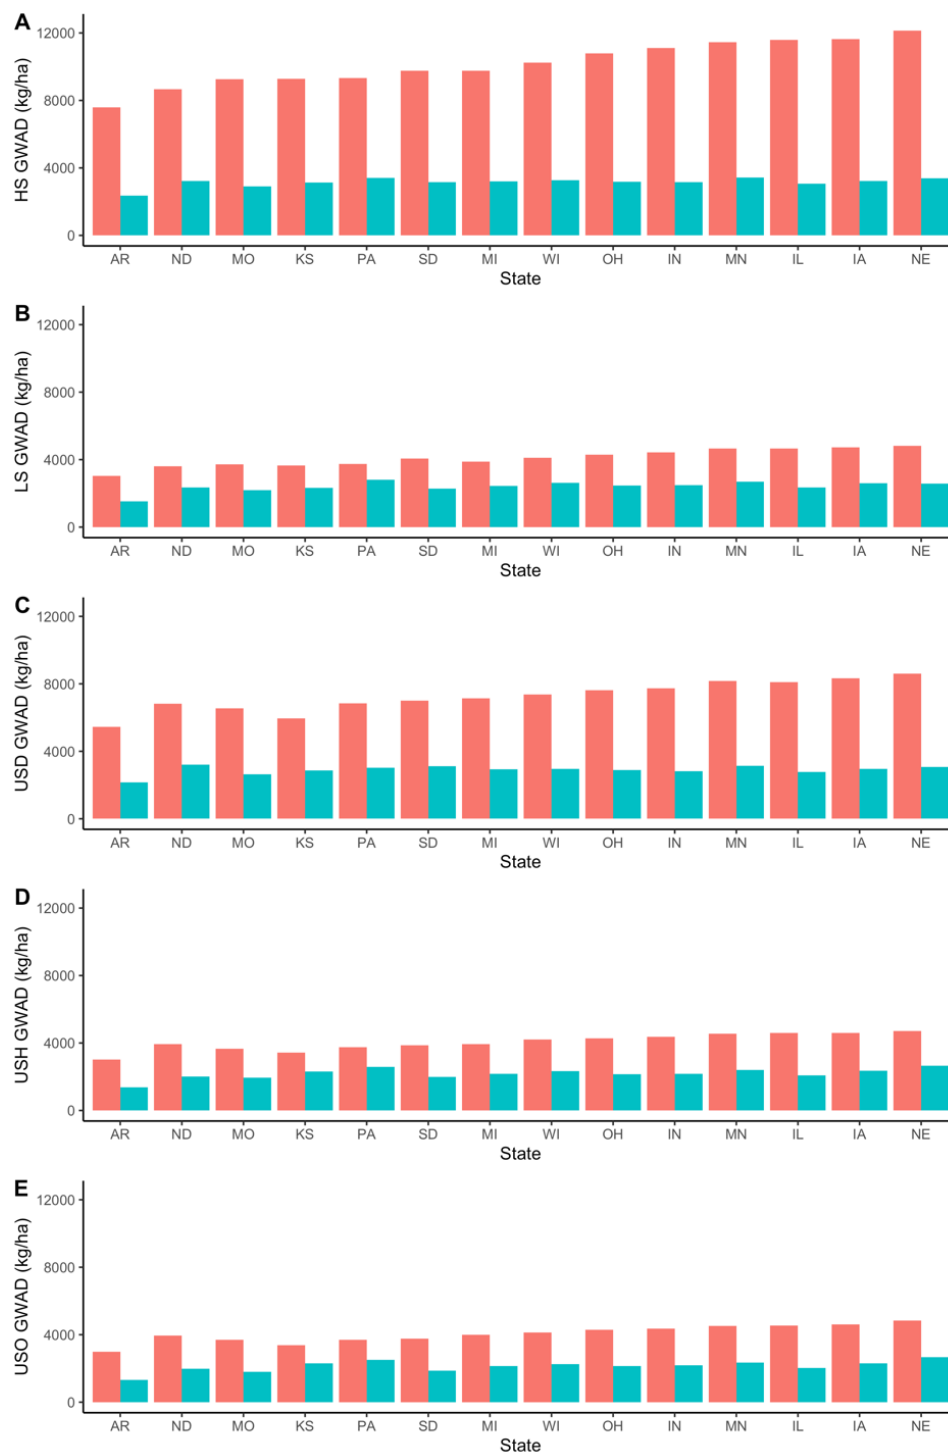 A
HS GWAD (kg/ha)
12000
8000
4000
0
AR ND MO KS PA SD MI WI OH IN MN IL IA NE
State
B
LS GWAD (kg/ha)
12000
8000
4000
0
AR ND MO KS PA SD MI WI OH IN MN IL IA NE
State
C
USD GWAD (kg/ha)
12000
8000
4000
0
AR ND MO KS PA SD MI WI OH IN MN IL IA NE
State
D
USH GWAD (kg/ha)
12000
8000
4000
0
AR ND MO KS PA SD MI WI OH IN MN IL IA NE
State
E
USO GWAD (kg/ha)
12000
8000
4000
0
AR ND MO KS PA SD MI WI OH IN MN IL IA NE
State